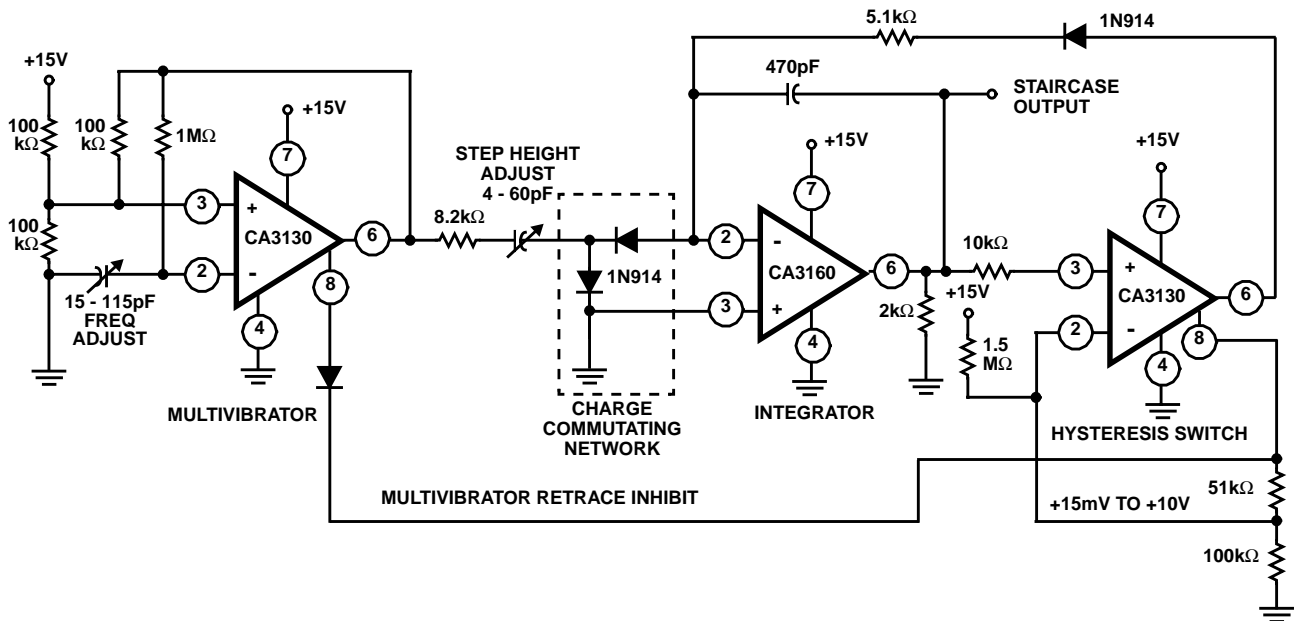 +15V
100
kΩ
100
kΩ
1MΩ
+15V
7
3
+
CA3130
6
100
kΩ
2
-
8
15 - 115pF
FREQ
ADJUST
4
MULTIVIBRATOR
STEP HEIGHT
ADJUST
4 - 60pF
8.2kΩ
1N914
CHARGE
COMMUTATING
NETWORK
5.1kΩ
1N914
470pF
STAIRCASE
OUTPUT
+15V
7
2
-
CA3160
6
3
+
4
2kΩ
INTEGRATOR
10kΩ
+15V
1.5
MΩ
+15V
7
3
+
CA3130
6
2
-
8
4
HYSTERESIS SWITCH
MULTIVIBRATOR RETRACE INHIBIT
+15mV TO +10V
51kΩ
100kΩ